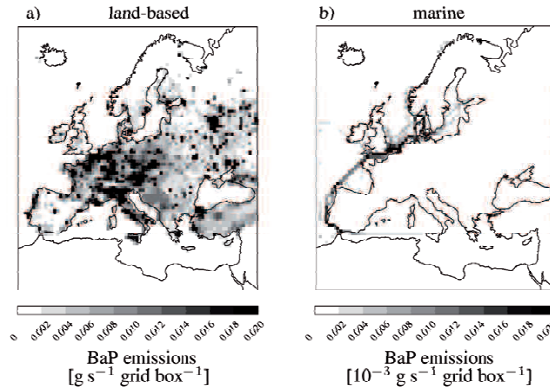 a) land-based
b) marine
0 0.002 0.004 0.006 0.008 0.010 0.012 0.014 0.016 0.018 0.020
0 0.002 0.004 0.006 0.008 0.010 0.012 0.014 0.016 0.018
BaP emissions
[g s⁻¹ grid box⁻¹]
BaP emissions
[10⁻³ g s⁻¹ grid box⁻¹]